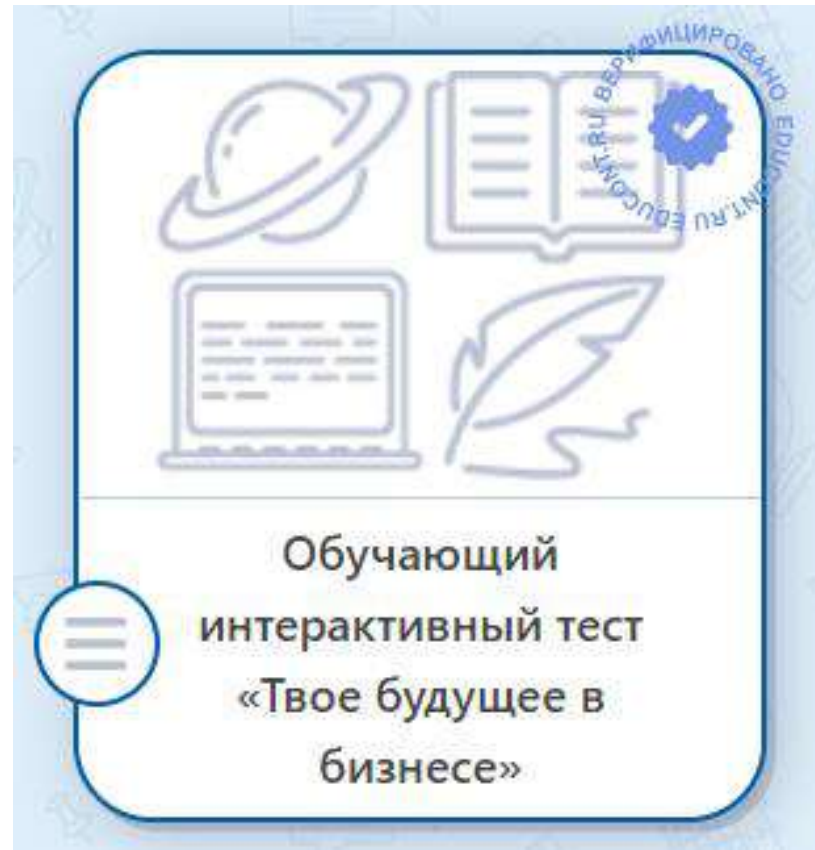 ВЕРИФИЦИРОВАНО EDUCONT.RU EDUCONT.RU
Обучающий
интерактивный тест
«Твое будущее в
бизнесе»